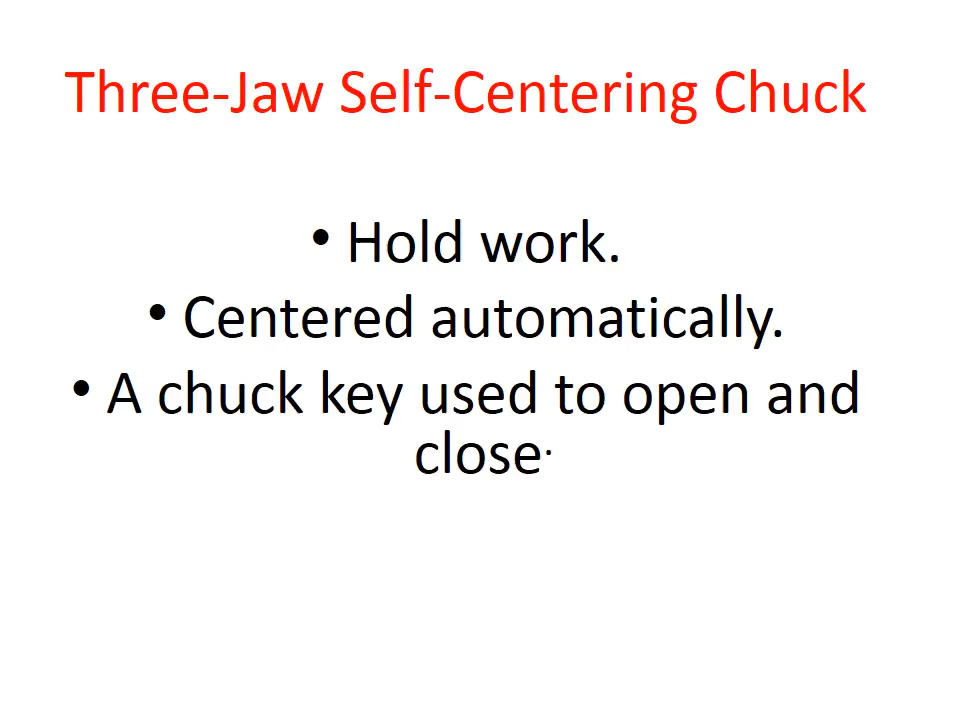 Three-Jaw Self-Centering Chuck
• Hold work.
• Centered automatically.
• A chuck key used to open and
close.